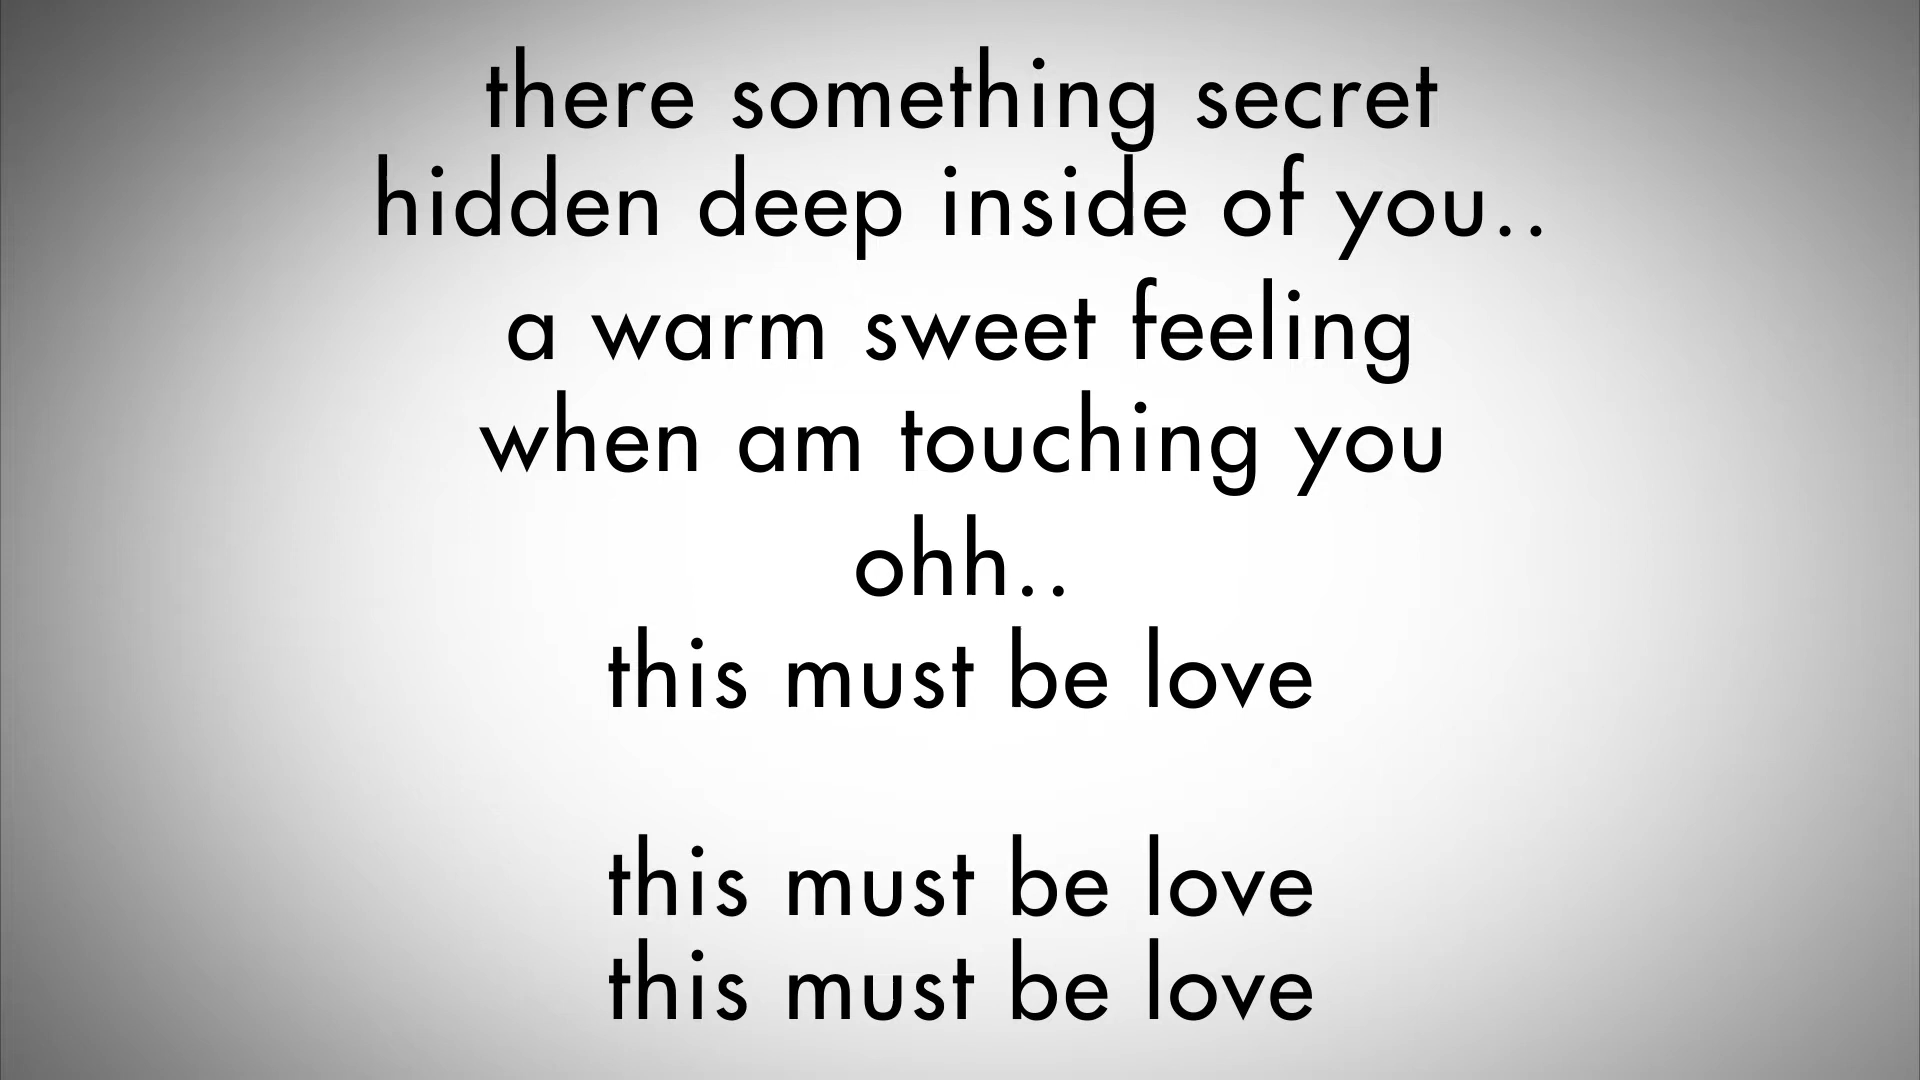 there something secret
hidden deep inside of you..
a warm sweet feeling
when am touching you
ohh..
this must be love
this must be love
this must be love